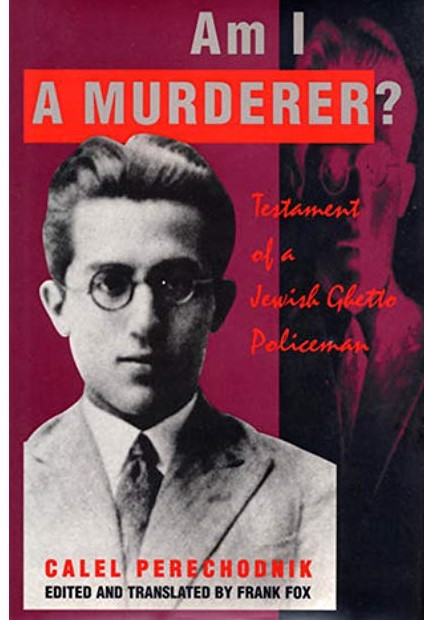 Am I
A MURDERER?
Testament
of a
Jewish Ghetto
Policeman
CALEL PERECHODNIK
EDITED AND TRANSLATED BY FRANK FOX